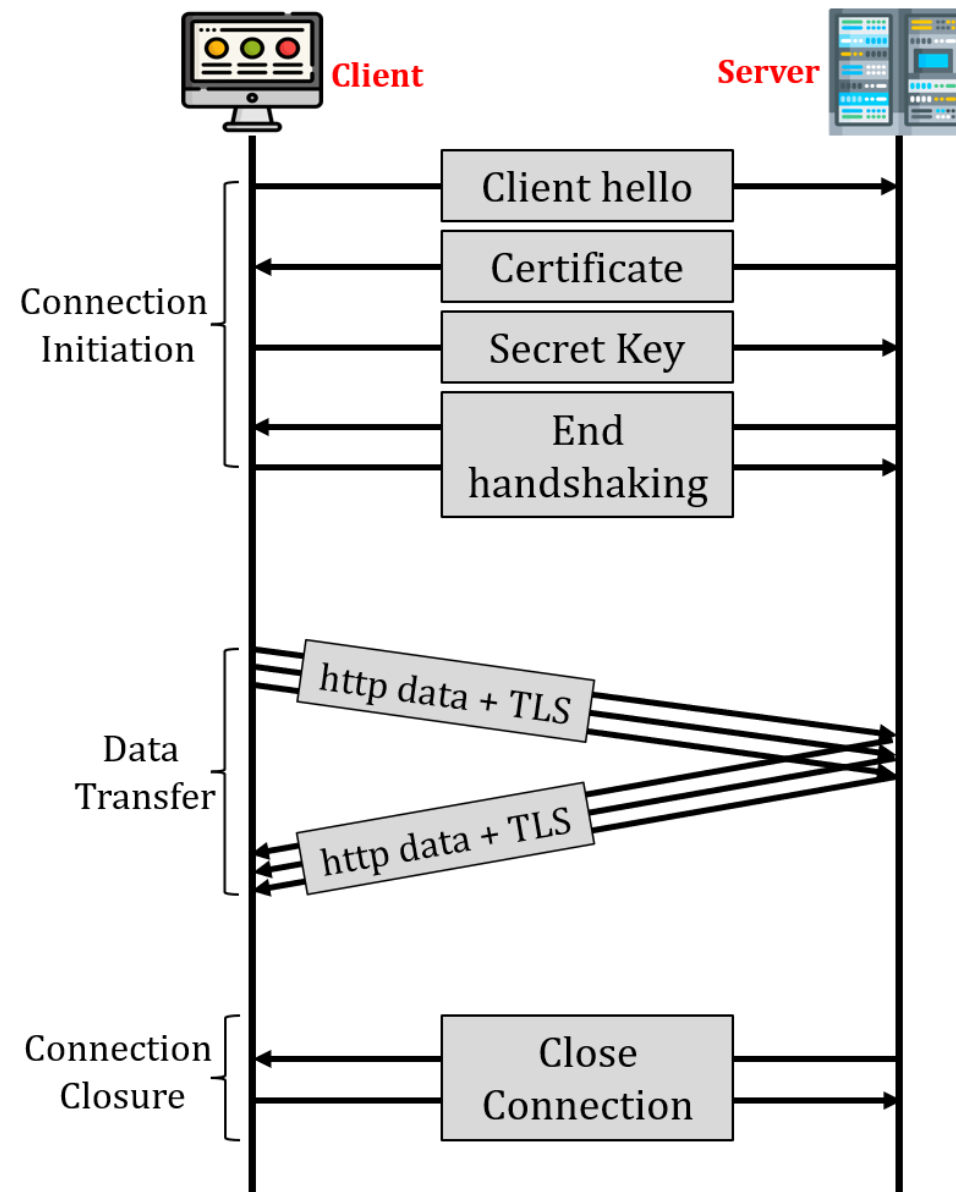 Client
Server
Client hello
Certificate
Connection
Initiation
Secret Key
End
handshaking
http data + TLS
Data
Transfer
http data + TLS
Connection
Closure
Close
Connection